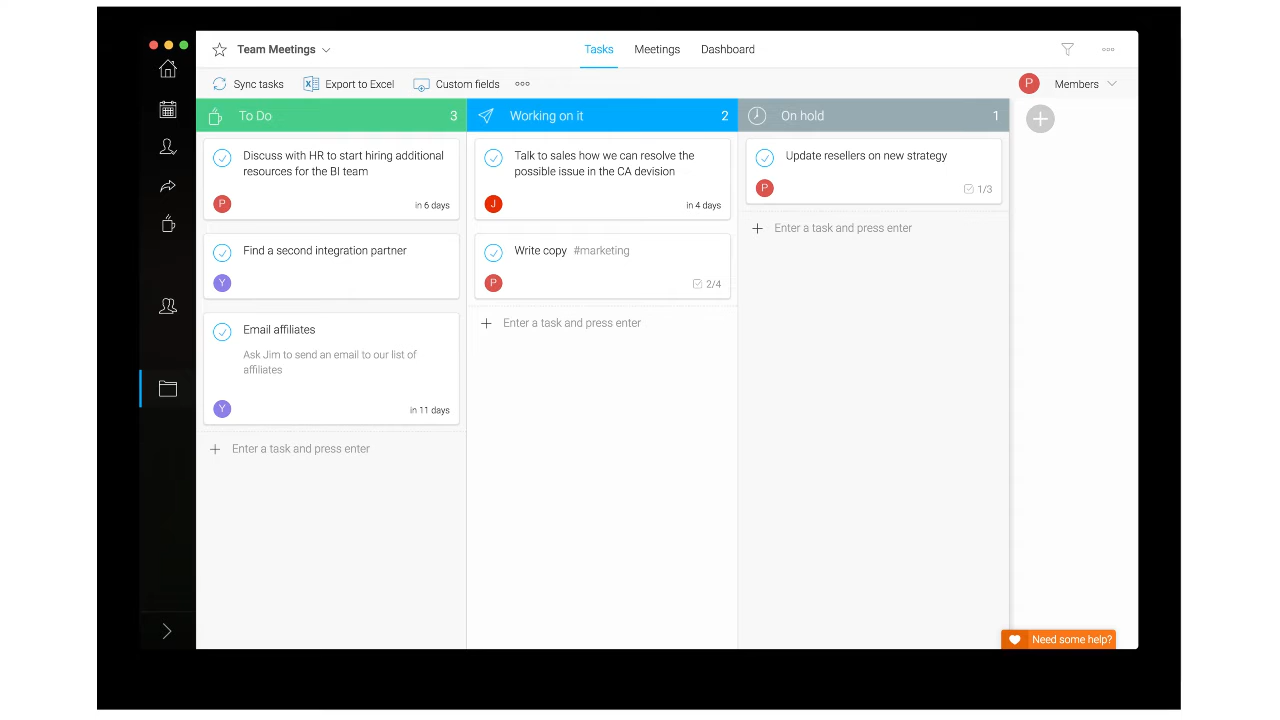 Team Meetings
Tasks
Meetings
Dashboard
Sync tasks
Export to Excel
Custom fields
P
Members
To Do
3
Discuss with HR to start hiring additional
resources for the BI team
P
in 6 days
Find a second integration partner
Y
Email affiliates
Ask Jim to send an email to our list of
affiliates
Y
in 11 days
Enter a task and press enter
Working on it
2
Talk to sales how we can resolve the
possible issue in the CA devision
J
in 4 days
Write copy #marketing
P
2/4
Enter a task and press enter
On hold
1
Update resellers on new strategy
P
1/3
Enter a task and press enter
Need some help?